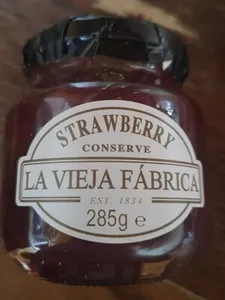 STRAWBERRY
CONSERVE
LA VIEJA FÁBRICA
EST. 1834
285g e